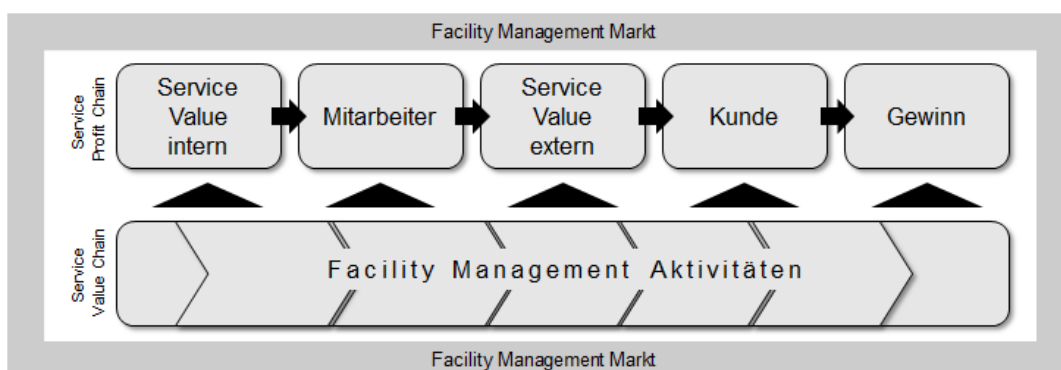 Facility Management Markt
Service
Profit Chain
Service
Value
intern
Mitarbeiter
Service
Value
extern
Kunde
Gewinn
Service
Value Chain
Facility Management Aktivitäten
Facility Management Markt